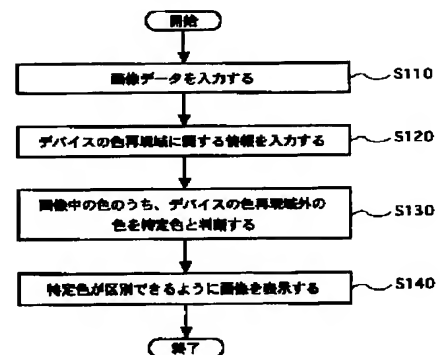 開始
画像データを入力する
S110
デバイスの色再現域に関する情報を入力する
S120
画像中の色のうち、デバイスの色再現域外の
色を特定色と判断する
S130
特定色が区別できるように画像を表示する
S140
終了